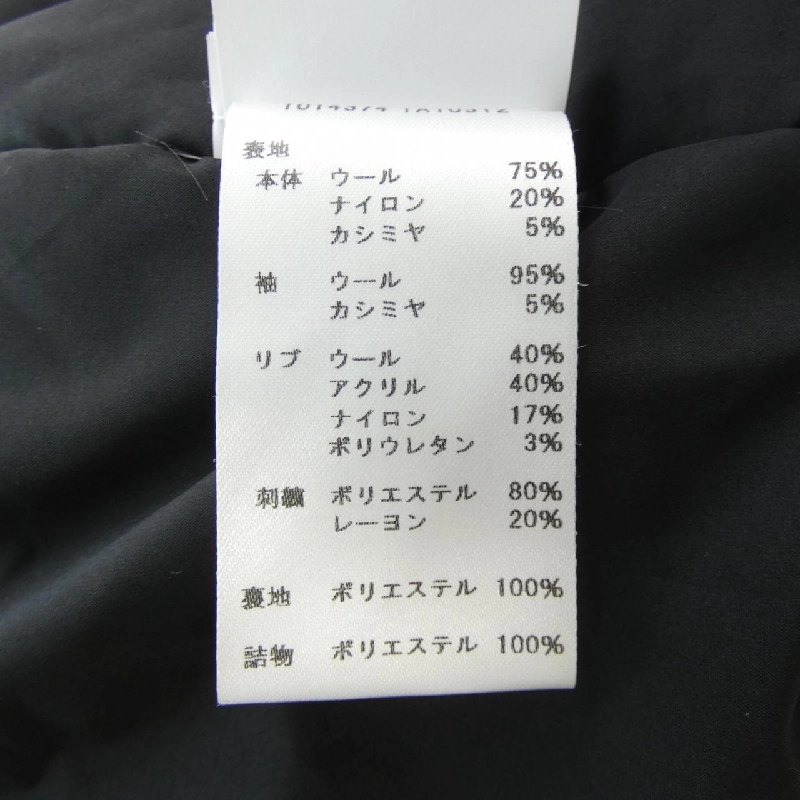 表地
本体 ウール 75%
ナイロン 20%
カシミヤ 5%
袖 ウール 95%
カシミヤ 5%
リブ ウール 40%
アクリル 40%
ナイロン 17%
ポリウレタン 3%
刺繍 ポリエステル 80%
レーヨン 20%
裏地 ポリエステル 100%
詰物 ポリエステル 100%